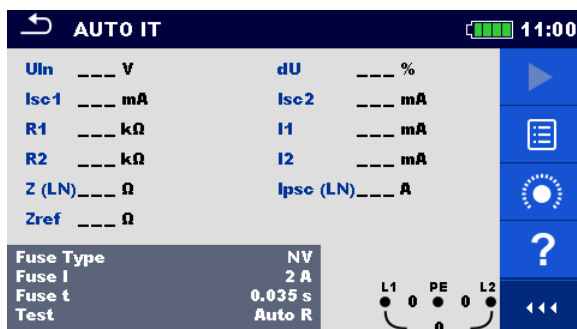 AUTO IT 11:00
Uln ___ V dU ___ %
Isc1 ___ mA Isc2 ___ mA
R1 ___ kΩ I1 ___ mA
R2 ___ kΩ I2 ___ mA
Z (LN)___ Ω Ipsc (LN)___ A
Zref ___ Ω
?
Fuse Type NV
Fuse I 2 A
Fuse t 0.035 s
Test Auto R
L1 PE L2
0 0
0